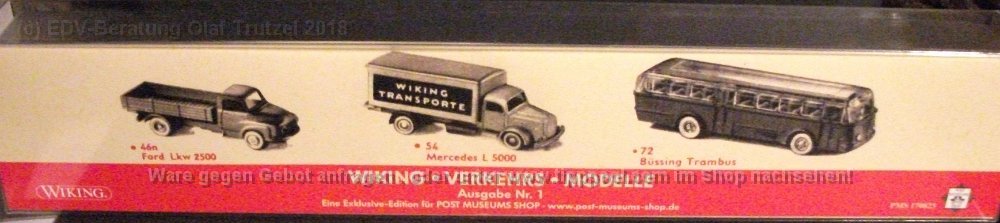 (c) EDV-Beratung Olaf Trutzel 2018
WIKING
TRANSPORTE
• 46n
Ford Lkw 2500
• 54
Mercedes L 5000
• 72
Büssing Trambus
Ware gegen Gebot im Shop nachsehen!
WIKING.
WIKING - VERKEHRS - MODELLE
Ausgabe Nr. 1
Eine Exklusive-Edition für POST MUSEUMS SHOP - www.post-museums-shop.de